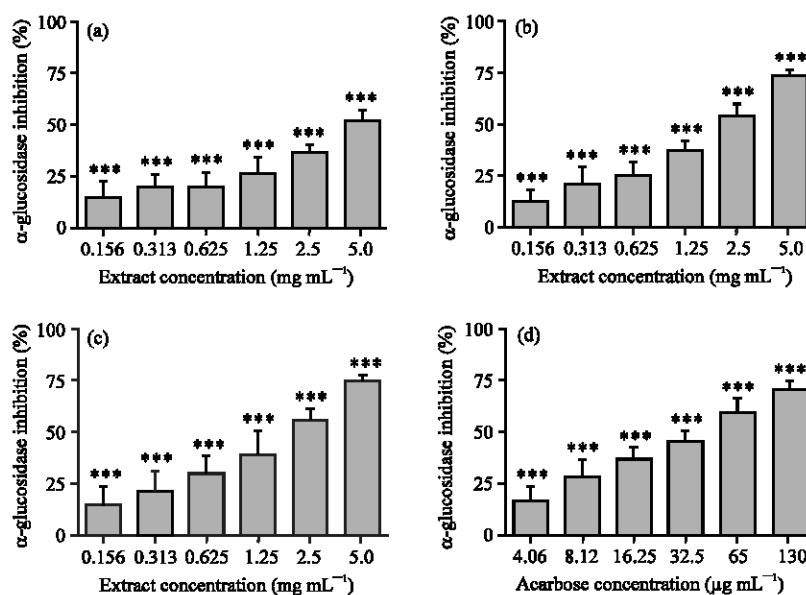 (a)
α-glucosidase inhibition (%)
100
75
50
25
0
*** *** *** *** *** ***
0.156 0.313 0.625 1.25 2.5 5.0
Extract concentration (mg mL⁻¹)
(b)
α-glucosidase inhibition (%)
100
75
50
25
0
*** *** *** *** *** ***
0.156 0.313 0.625 1.25 2.5 5.0
Extract concentration (mg mL⁻¹)
(c)
α-glucosidase inhibition (%)
100
75
50
25
0
*** *** *** *** *** ***
0.156 0.313 0.625 1.25 2.5 5.0
Extract concentration (mg mL⁻¹)
(d)
α-glucosidase inhibition (%)
100
75
50
25
0
*** *** *** *** *** ***
4.06 8.12 16.25 32.5 65 130
Acarbose concentration (µg mL⁻¹)